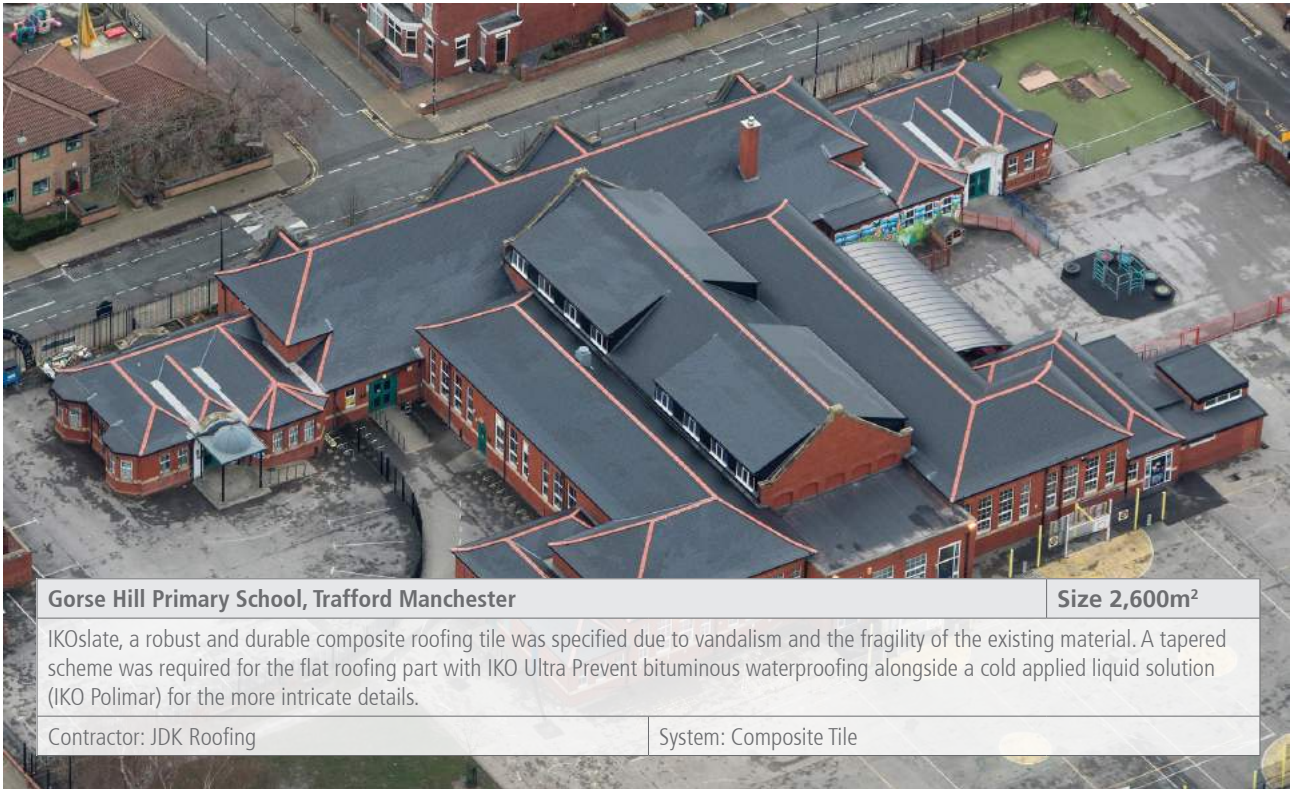 Gorse Hill Primary School, Trafford Manchester
Size 2,600m²
IKOslate, a robust and durable composite roofing tile was specified due to vandalism and the fragility of the existing material. A tapered
scheme was required for the flat roofing part with IKO Ultra Prevent bituminous waterproofing alongside a cold applied liquid solution
(IKO Polimar) for the more intricate details.
Contractor: JDK Roofing
System: Composite Tile